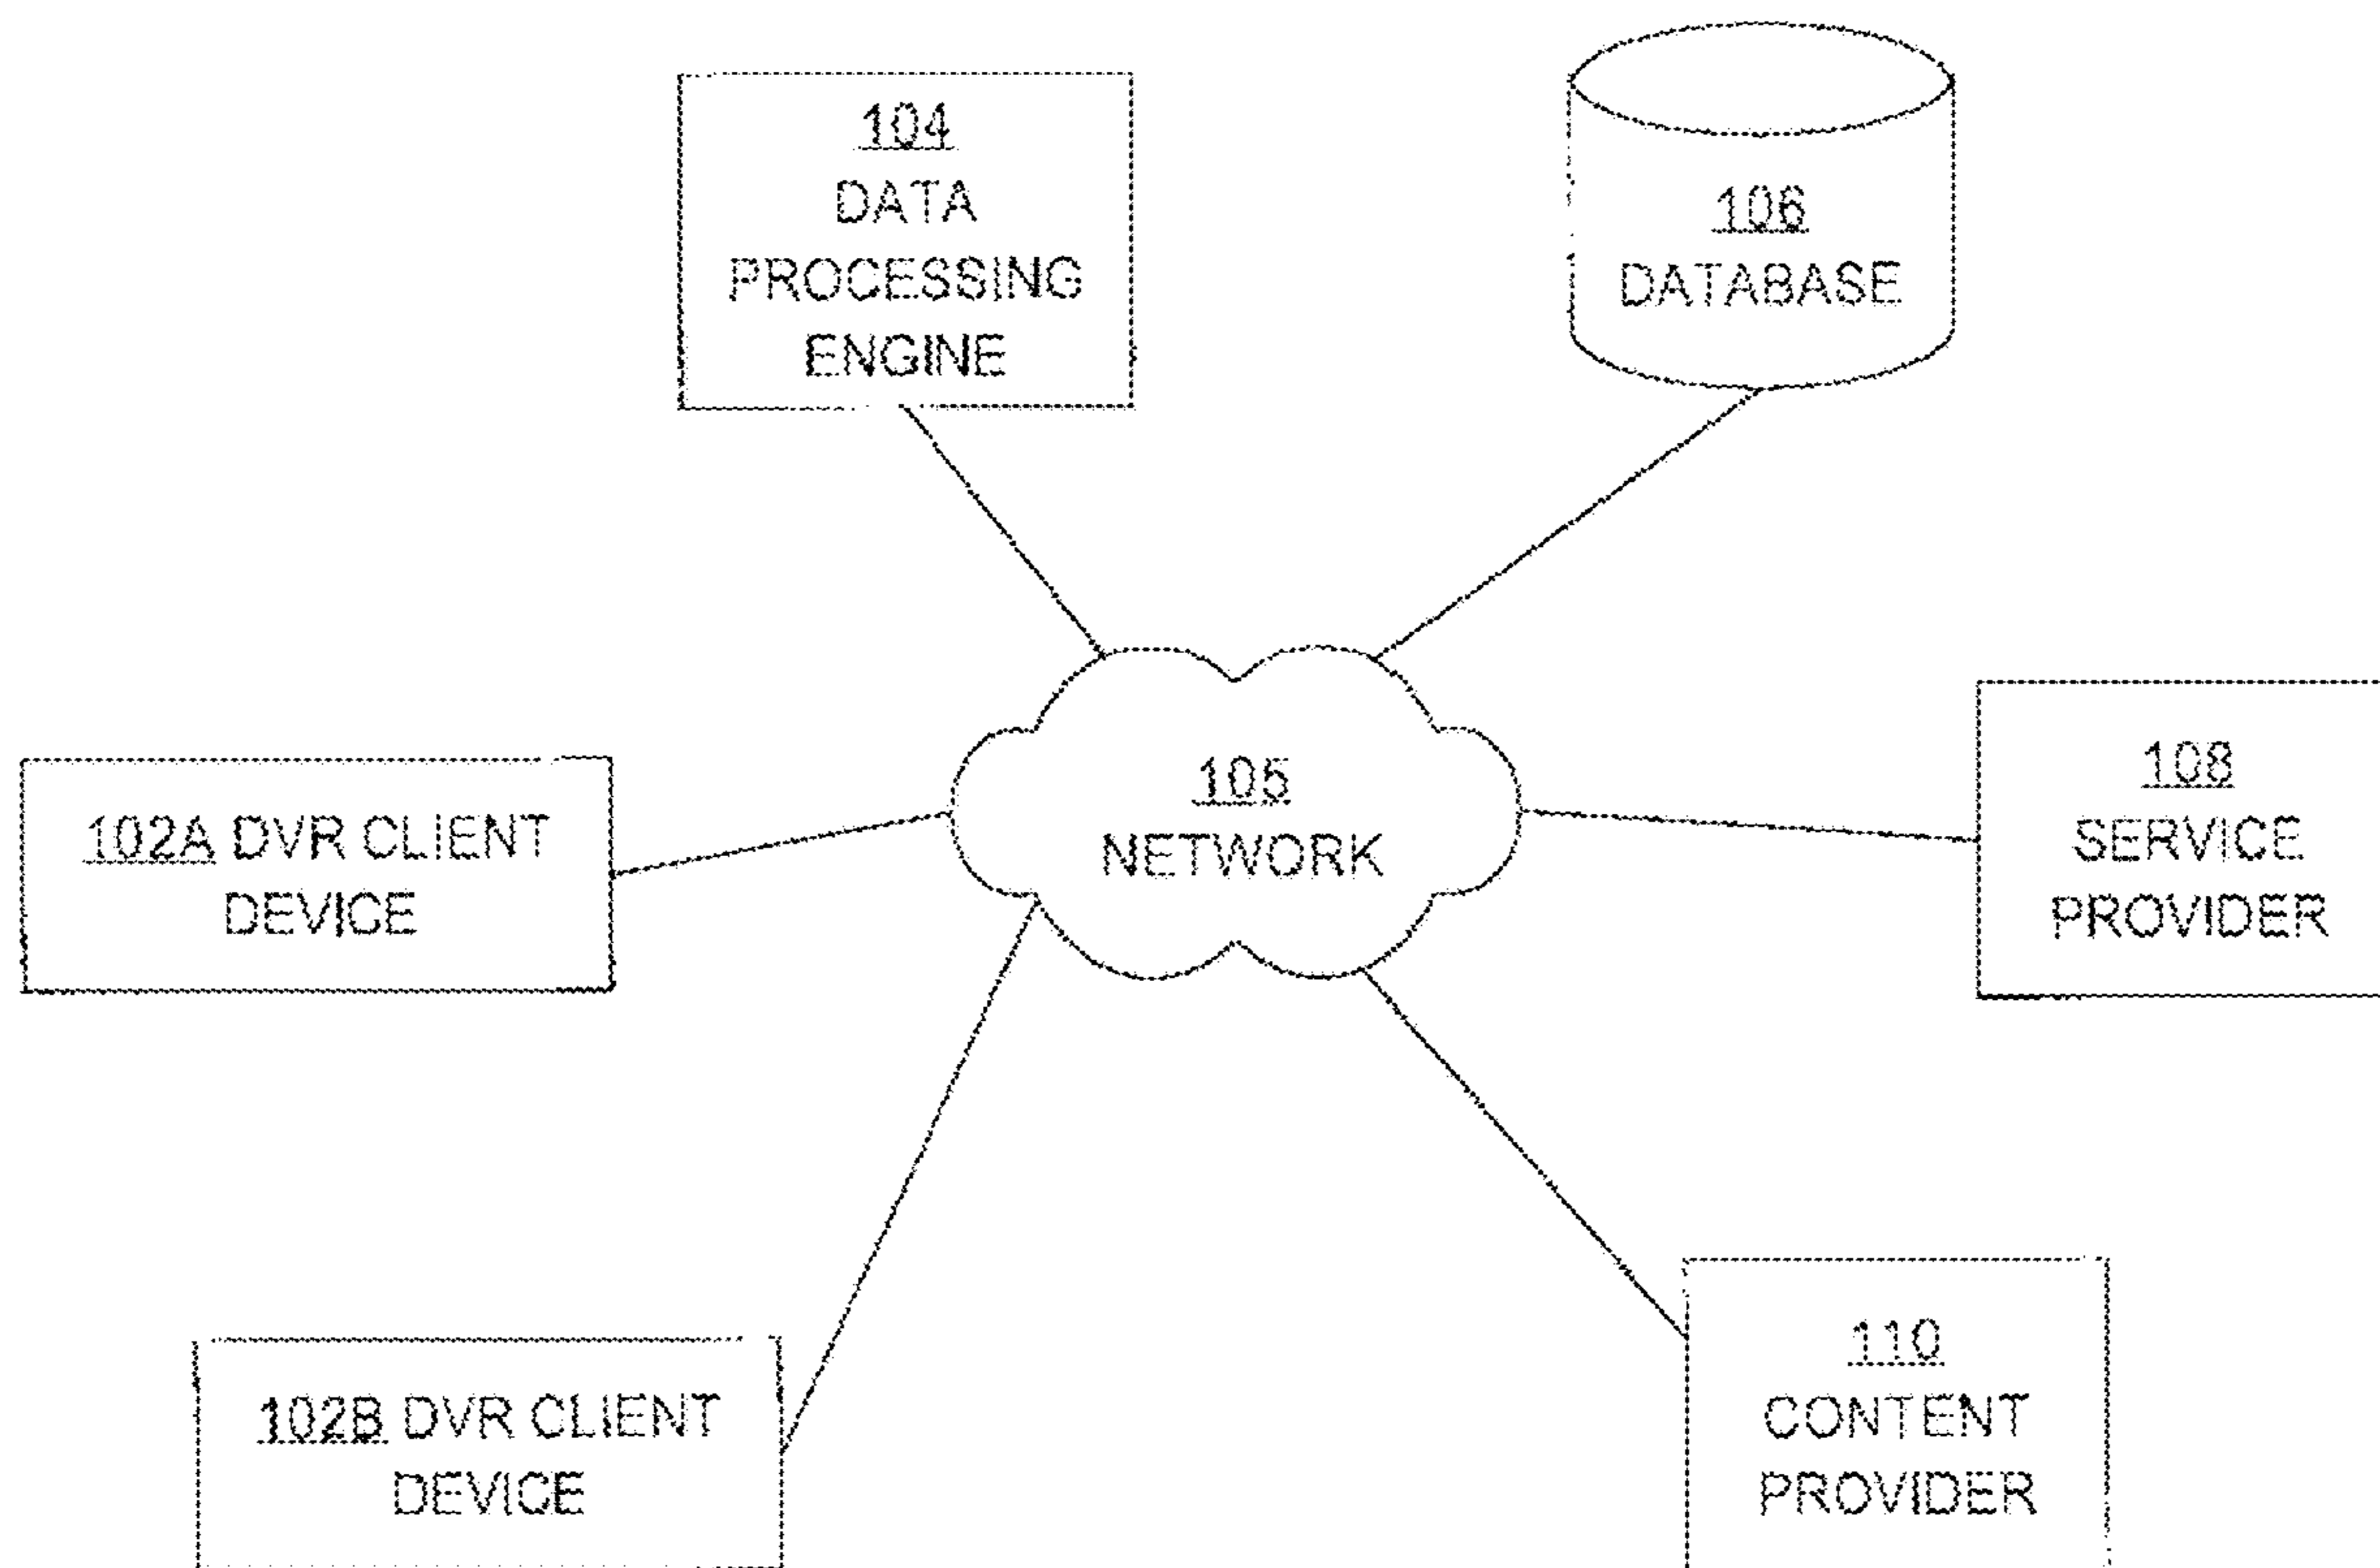 104
DATA
PROCESSING
ENGINE
106
DATABASE
105
NETWORK
102A DVR CLIENT
DEVICE
108
SERVICE
PROVIDER
102B DVR CLIENT
DEVICE
110
CONTENT
PROVIDER